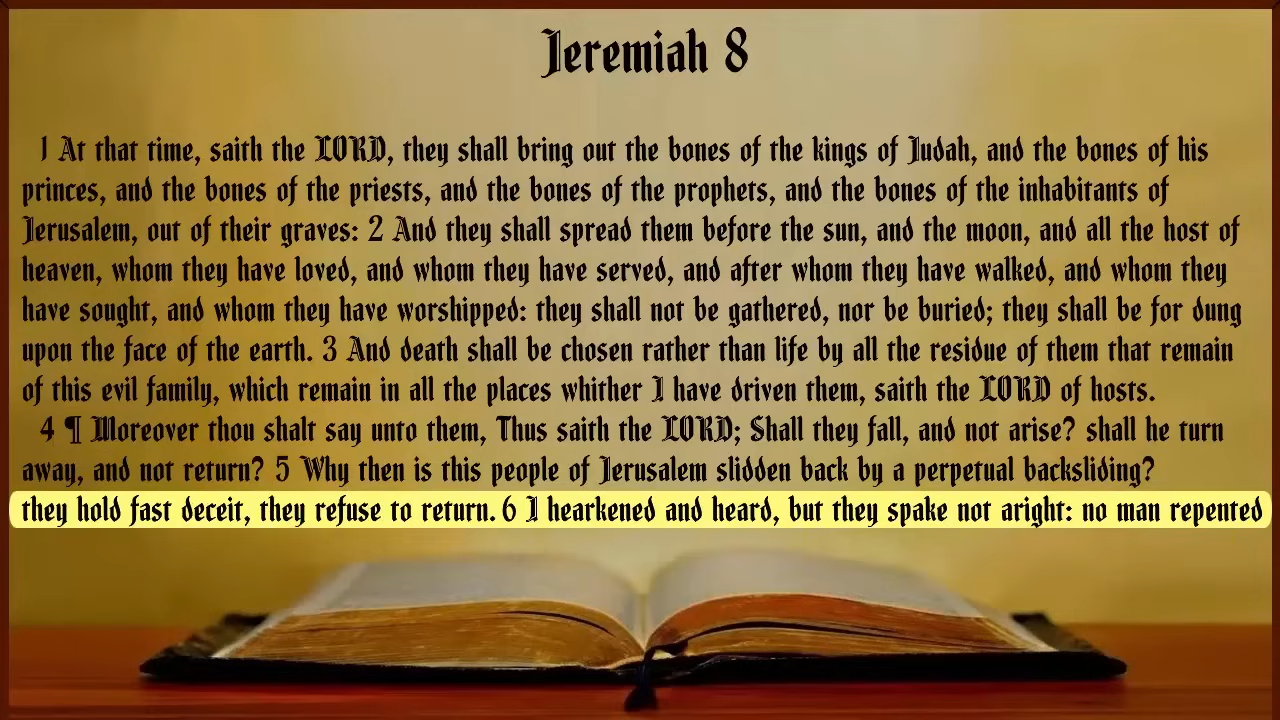 Jeremiah 8
1 At that time, saith the LORD, they shall bring out the bones of the kings of Judah, and the bones of his
princes, and the bones of the priests, and the bones of the prophets, and the bones of the inhabitants of
Jerusalem, out of their graves: 2 And they shall spread them before the sun, and the moon, and all the host of
heaven, whom they have loved, and whom they have served, and after whom they have walked, and whom they
have sought, and whom they have worshipped: they shall not be gathered, nor be buried; they shall be for dung
upon the face of the earth. 3 And death shall be chosen rather than life by all the residue of them that remain
of this evil family, which remain in all the places whither I have driven them, saith the LORD of hosts.
4 ¶ Moreover thou shalt say unto them, Thus saith the LORD; Shall they fall, and not arise? shall he turn
away, and not return? 5 Why then is this people of Jerusalem slidden back by a perpetual backsliding?
they hold fast deceit, they refuse to return. 6 I hearkened and heard, but they spake not aright: no man repented